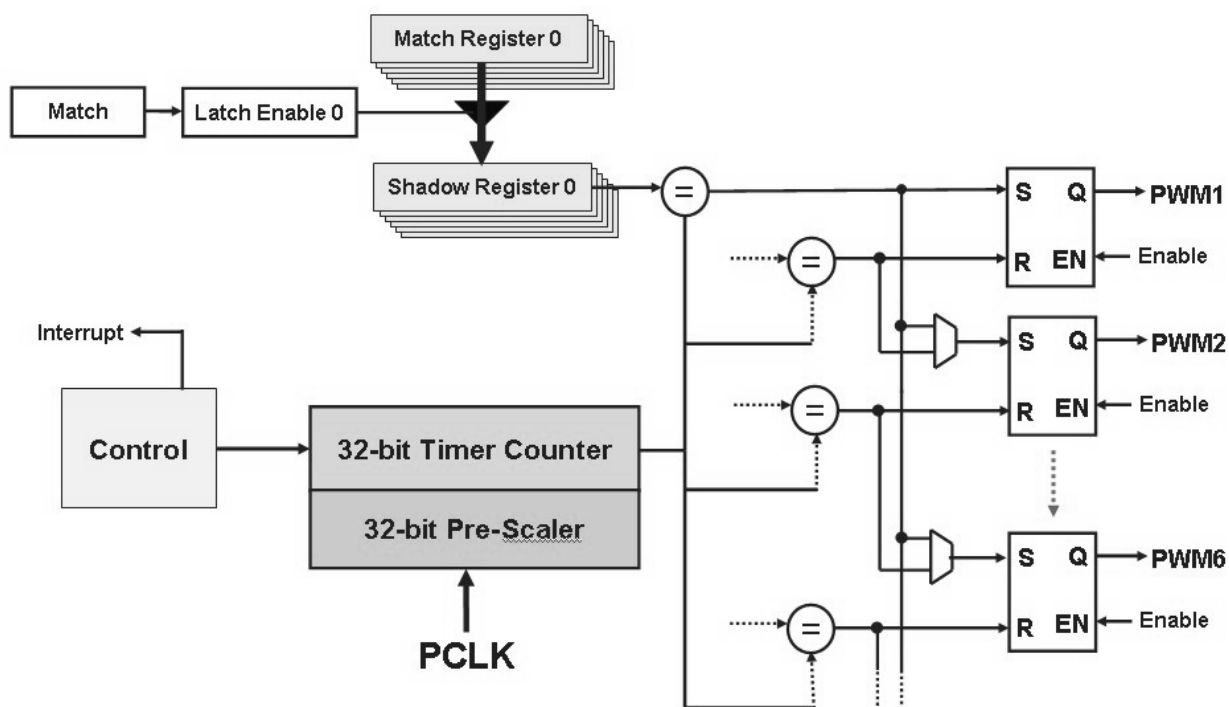 Match Register 0
Match
Latch Enable 0
Shadow Register 0
=
S Q
PWM1
R EN
Enable
=
S Q
PWM2
Interrupt
=
R EN
Enable
Control
32-bit Timer Counter
32-bit Pre-Scaler
S Q
PWM6
=
R EN
Enable
PCLK